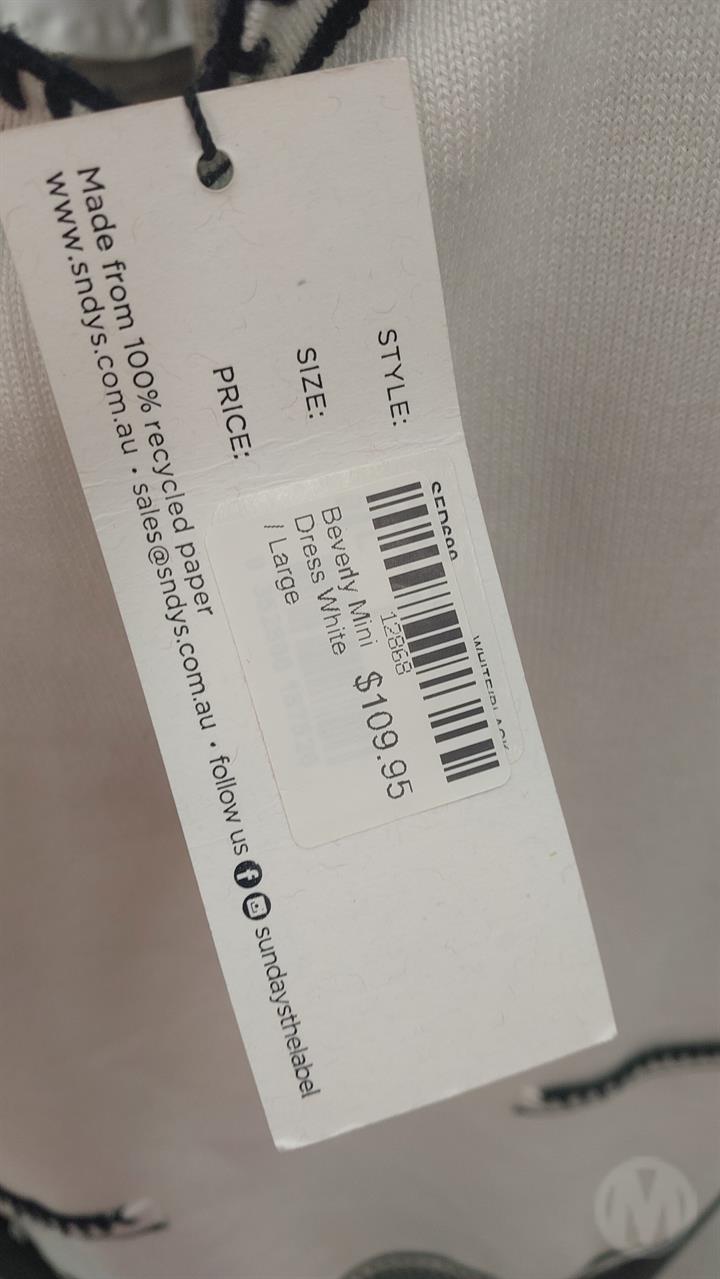 STYLE:
SIZE:
PRICE:
12868
Beverly Mini
Dress White
/ Large
$109.95
Made from 100% recycled paper
www.sndys.com.au • sales@sndys.com.au • follow us sundaysthelabel
M